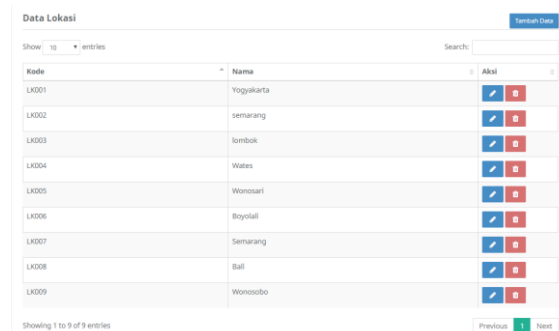 Data Lokasi
Tambah Data
Show 10 entries
Search:
Kode Nama Aksi
LK001 Yogyakarta
LK002 semarang
LK003 lombok
LK004 Wates
LK005 Wonosari
LK006 Boyolali
LK007 Semarang
LK008 Bali
LK009 Wonosobo
Showing 1 to 9 of 9 entries
Previous 1 Next